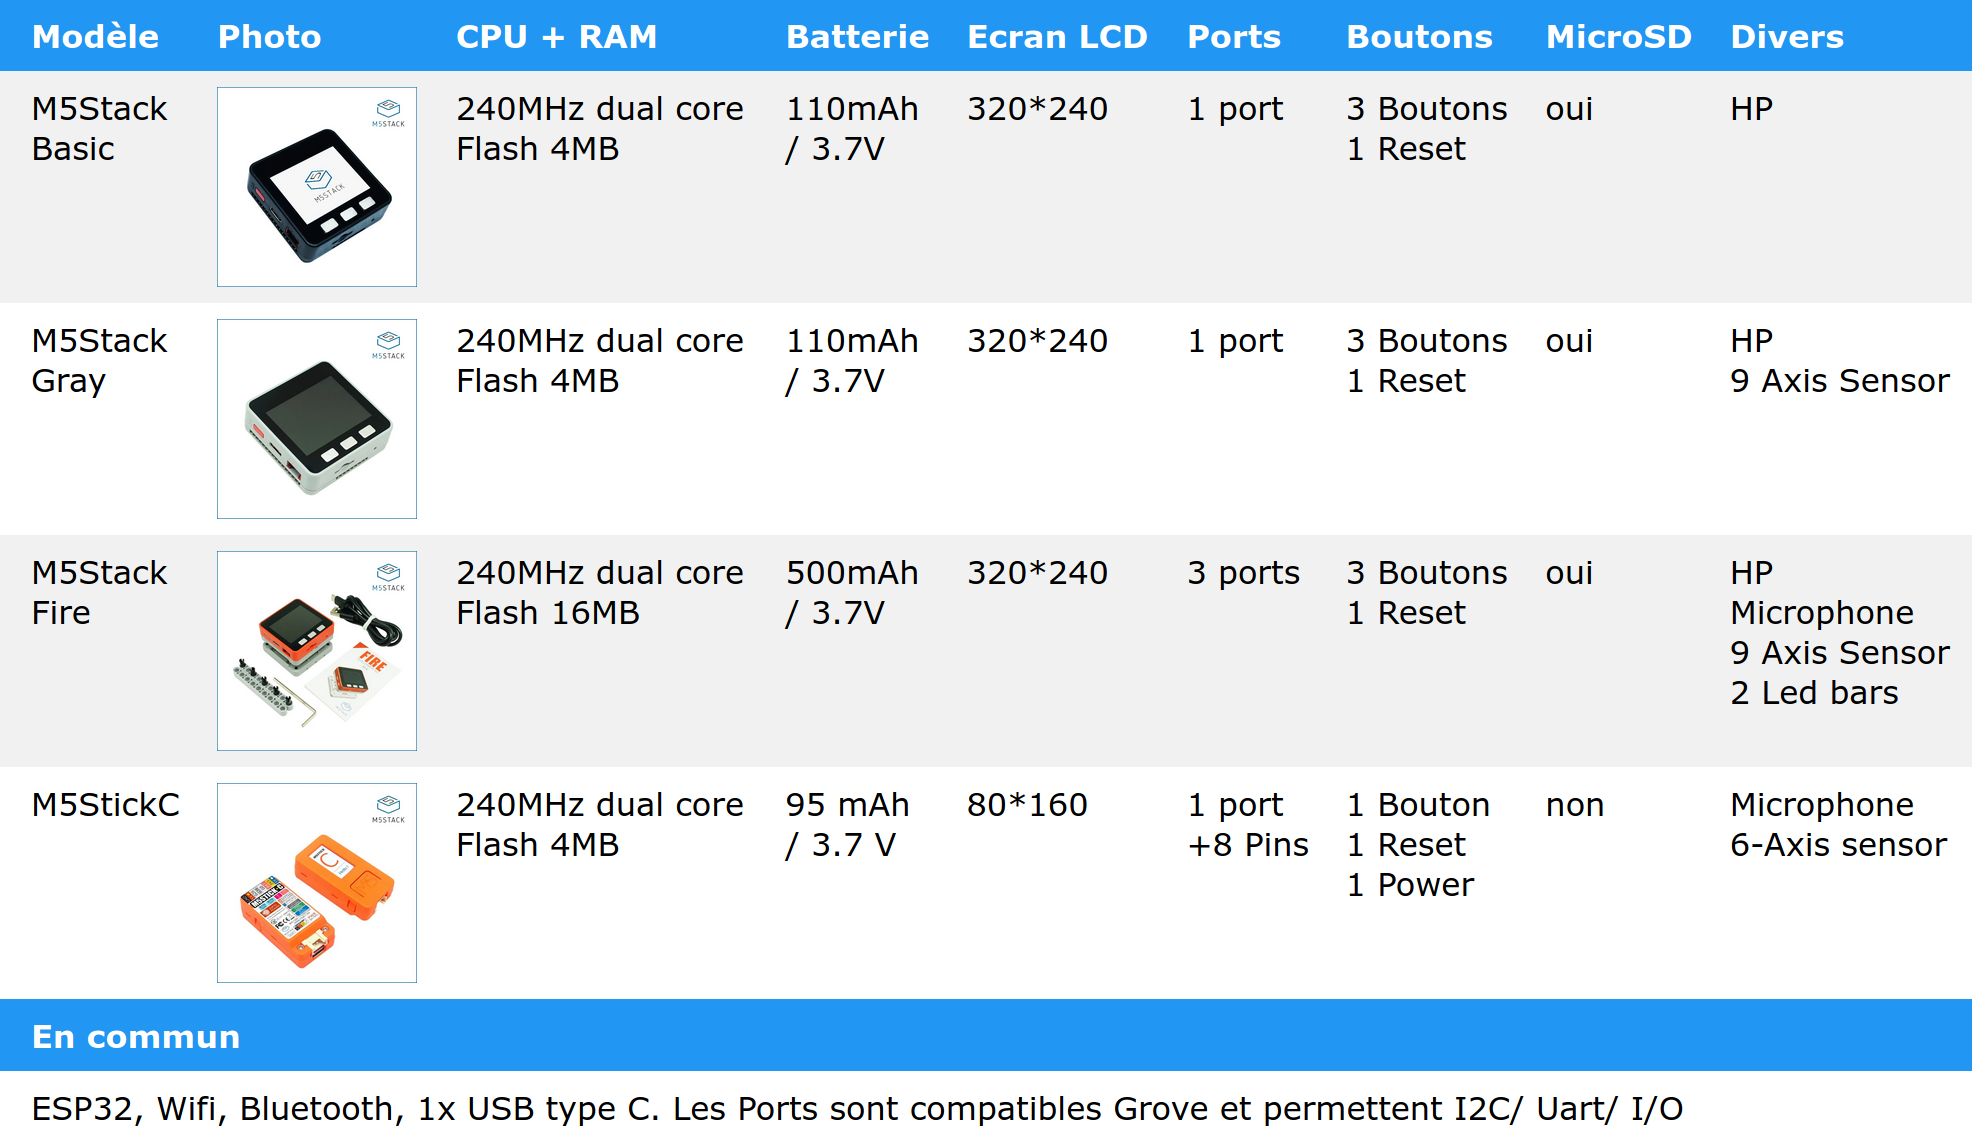 Modèle Photo CPU + RAM Batterie Ecran LCD Ports Boutons MicroSD Divers
M5Stack 240MHz dual core 110mAh 320*240 1 port 3 Boutons oui HP
Basic Flash 4MB / 3.7V 1 Reset
M5STACK
M5STACK
M5Stack 240MHz dual core 110mAh 320*240 1 port 3 Boutons oui HP
Gray Flash 4MB / 3.7V 1 Reset 9 Axis Sensor
M5STACK
M5Stack 240MHz dual core 500mAh 320*240 3 ports 3 Boutons oui HP
Fire Flash 16MB / 3.7V 1 Reset Microphone
9 Axis Sensor
2 Led bars
M5STACK
FIRE
M5StickC 240MHz dual core 95 mAh 80*160 1 port 1 Bouton non Microphone
Flash 4MB / 3.7 V +8 Pins 1 Reset 6-Axis sensor
1 Power
M5STACK
C
En commun
ESP32, Wifi, Bluetooth, 1x USB type C. Les Ports sont compatibles Grove et permettent I2C/ Uart/ I/O